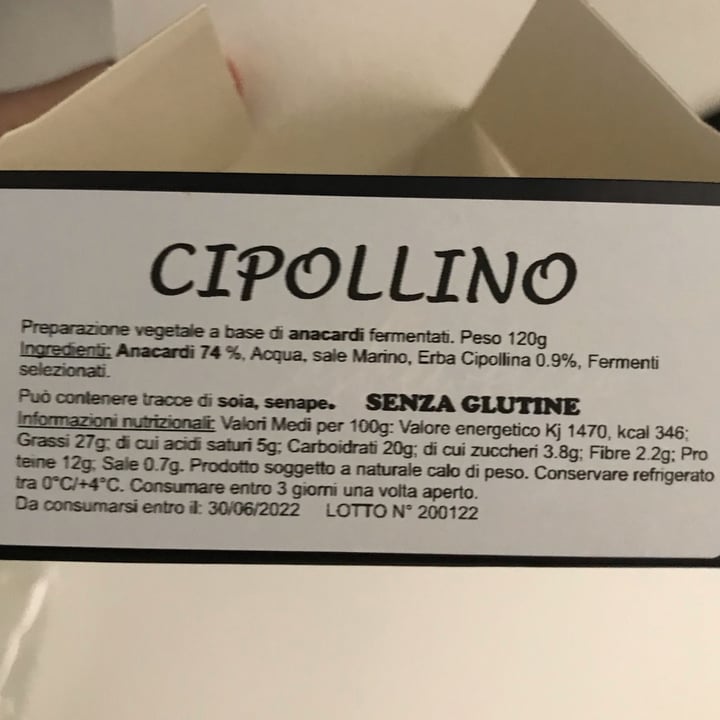 CIPOLLINO
Preparazione vegetale a base di anacardi fermentati. Peso 120g
Ingredienti: Anacardi 74 %, Acqua, sale Marino, Erba Cipollina 0.9%, Fermenti
selezionati.
Può contenere tracce di soia, senape. SENZA GLUTINE
Informazioni nutrizionali: Valori Medi per 100g: Valore energetico Kj 1470, kcal 346;
Grassi 27g; di cui acidi saturi 5g; Carboidrati 20g; di cui zuccheri 3.8g; Fibre 2.2g; Pro
teine 12g; Sale 0.7g. Prodotto soggetto a naturale calo di peso. Conservare refrigerato
tra 0°C/+4°C. Consumare entro 3 giorni una volta aperto.
Da consumarsi entro il: 30/06/2022 LOTTO N° 200122